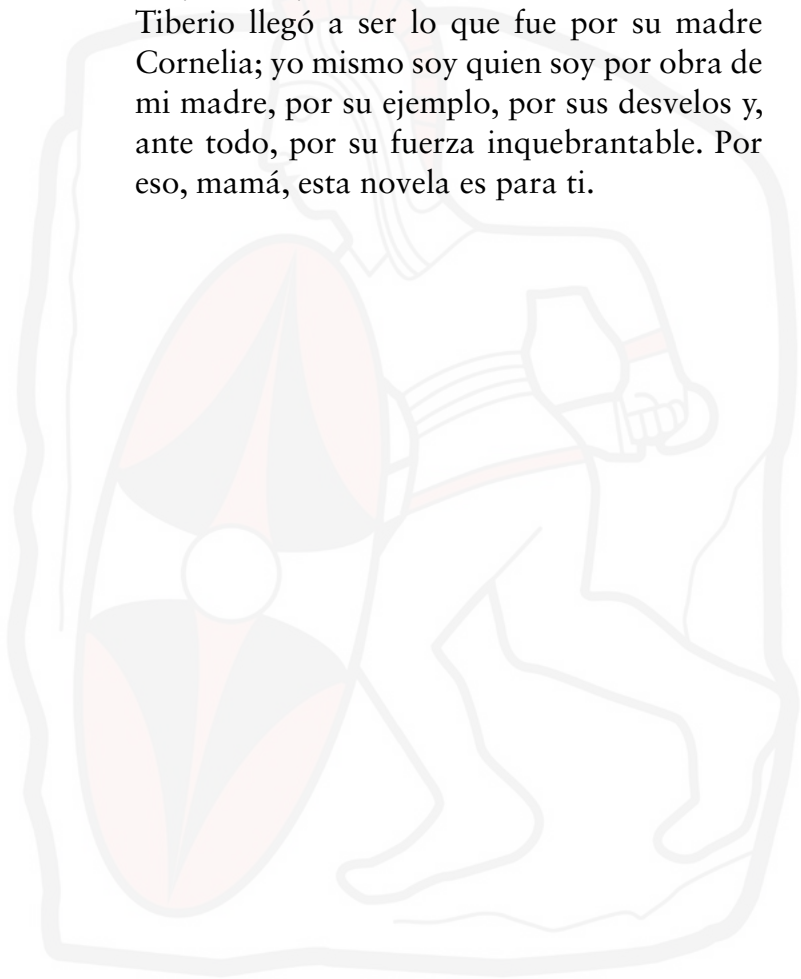 Tiberio llegó a ser lo que fue por su madre
Cornelia; yo mismo soy quien soy por obra de
mi madre, por su ejemplo, por sus desvelos y,
ante todo, por su fuerza inquebrantable. Por
eso, mamá, esta novela es para ti.